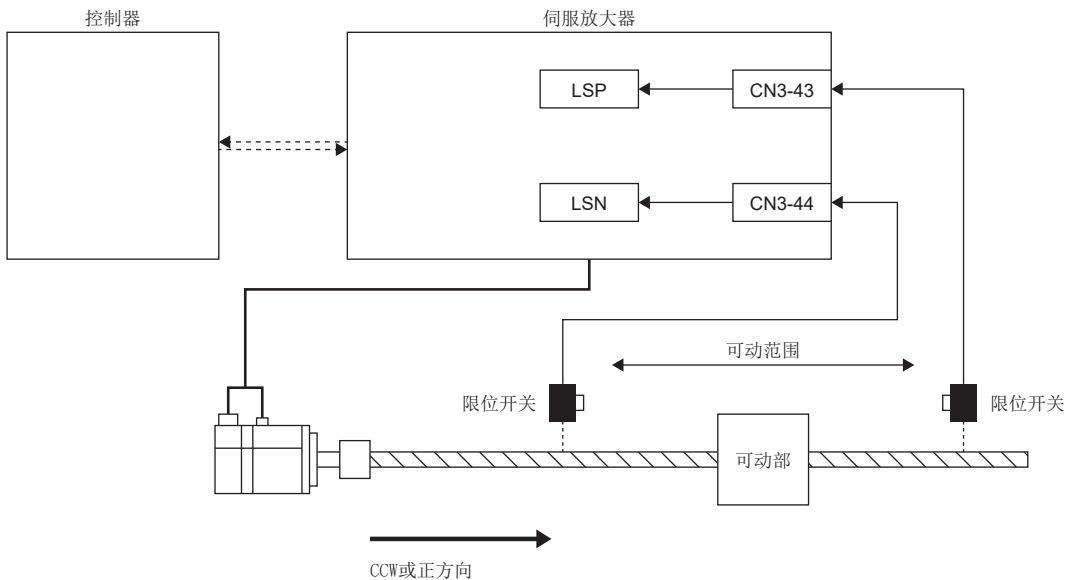 控制器
伺服放大器
LSP
CN3-43
LSN
CN3-44
可动范围
限位开关
限位开关
可动部
CCW或正方向